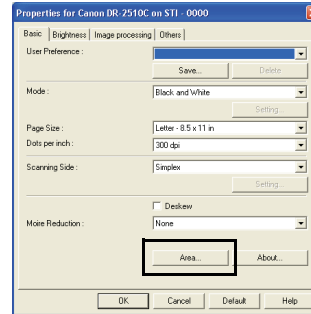 Properties for Canon DR-2510C on STI - 0000
Basic Brightness Image processing Others
User Preference :
Save... Delete
Mode : Black and White
Setting...
Page Size : Letter - 8.5 x 11 in
Dots per inch : 300 dpi
Scanning Side : Simplex
Setting...
Deskew
Moire Reduction : None
Area... About...
OK Cancel Default Help